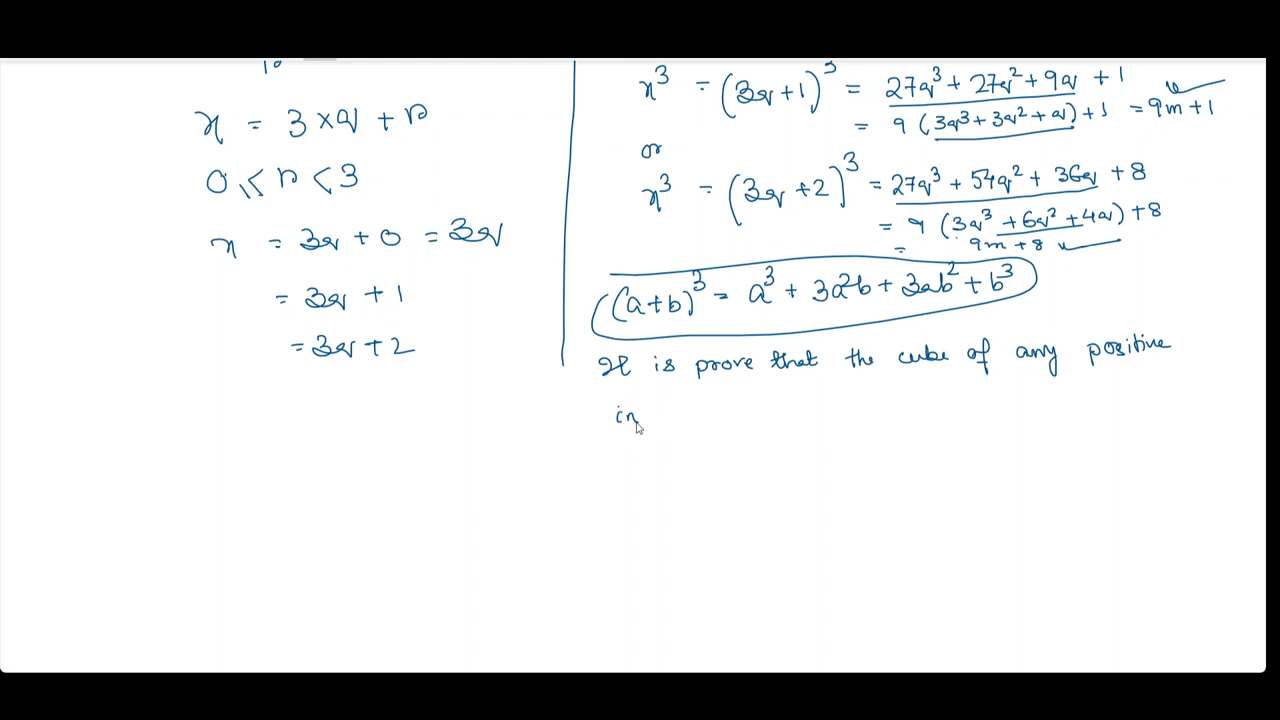 x = 3 × q + r
0 ≤ r < 3
x = 3q + 0 = 3q
= 3q + 1
= 3q + 2
x³ = (3q + 1)³ = 27q³ + 27q² + 9q + 1
= 9 (3q³ + 3q² + q) + 1 = 9m + 1
or
x³ = (3q + 2)³ = 27q³ + 54q² + 36q + 8
= 9 (3q³ + 6q² + 4q) + 8
= 9m + 8
(a + b)³ = a³ + 3a²b + 3ab² + b³
It is prove that the cube of any positive
in